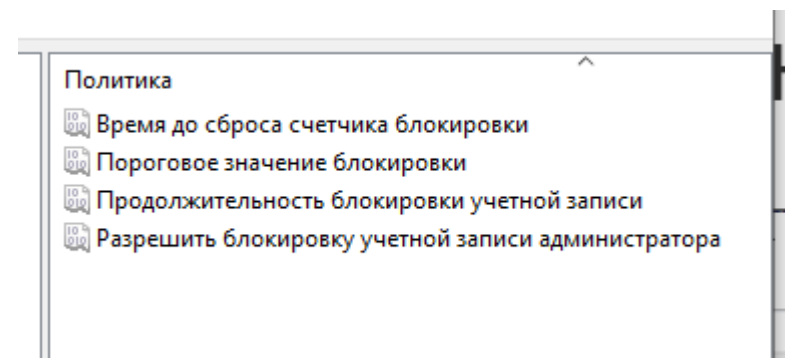 Политика
Время до сброса счетчика блокировки
Пороговое значение блокировки
Продолжительность блокировки учетной записи
Разрешить блокировку учетной записи администратора